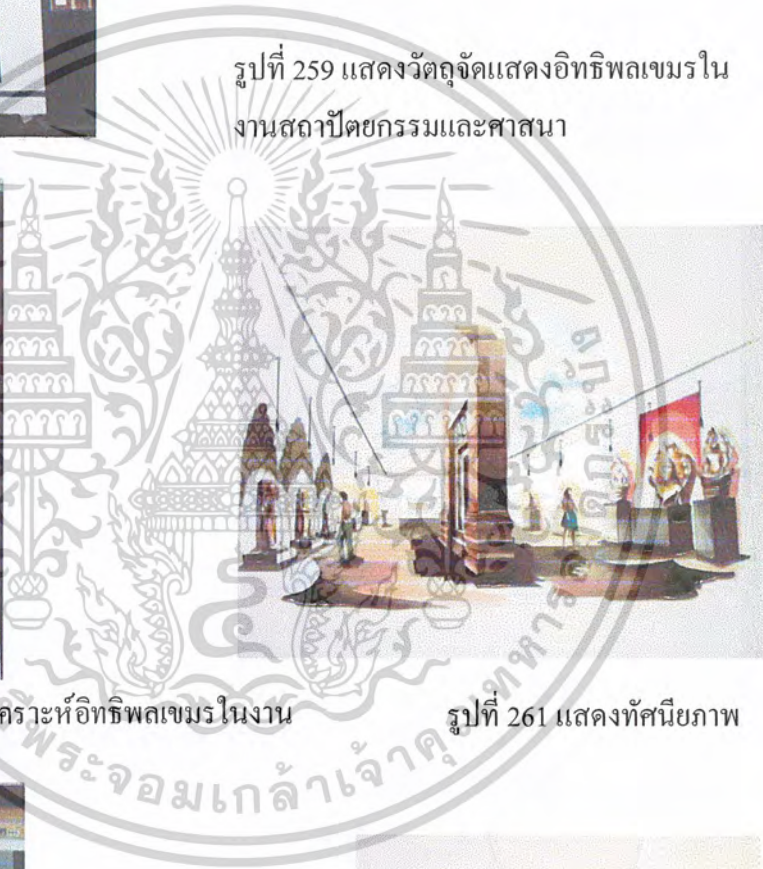 รูปที่ 259 แสดงวัตถุจัดแสดงอิทธิพลเขมรใน
งานสถาปัตยกรรมและศาสนา
คราะห์อิทธิพลเขมรในงาน
รูปที่ 261 แสดงทัศนียภาพ
พระจอมเกล้าเจ้าคุณทหาร